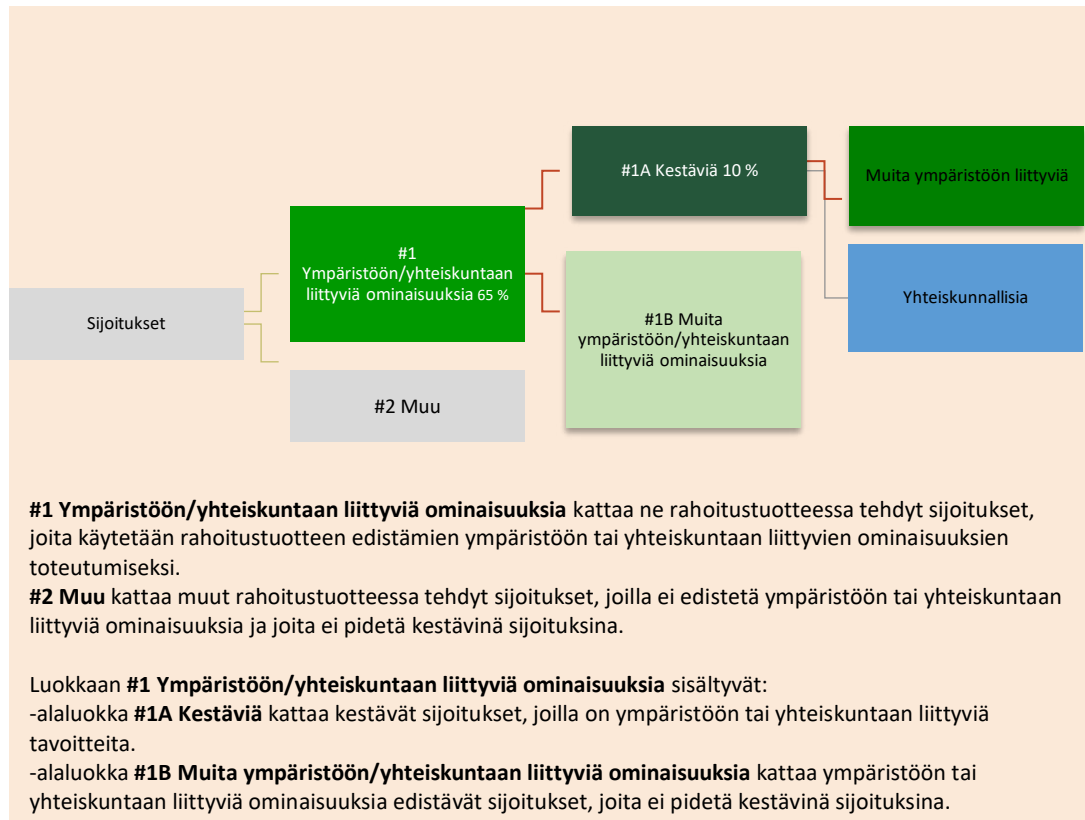 Sijoitukset
#1
Ympäristöön/yhteiskuntaan
liittyviä ominaisuuksia 65 %
#2 Muu
#1A Kestäviä 10 %
#1B Muita
ympäristöön/yhteiskuntaan
liittyviä ominaisuuksia
Muita ympäristöön liittyviä
Yhteiskunnallisia
#1 Ympäristöön/yhteiskuntaan liittyviä ominaisuuksia kattaa ne rahoitustuotteessa tehdyt sijoitukset,
joita käytetään rahoitustuotteen edistämien ympäristöön tai yhteiskuntaan liittyvien ominaisuuksien
toteutumiseksi.
#2 Muu kattaa muut rahoitustuotteessa tehdyt sijoitukset, joilla ei edistetä ympäristöön tai yhteiskuntaan
liittyviä ominaisuuksia ja joita ei pidetä kestävinä sijoituksina.
Luokkaan #1 Ympäristöön/yhteiskuntaan liittyviä ominaisuuksia sisältyvät:
-alaluokka #1A Kestäviä kattaa kestävät sijoitukset, joilla on ympäristöön tai yhteiskuntaan liittyviä
tavoitteita.
-alaluokka #1B Muita ympäristöön/yhteiskuntaan liittyviä ominaisuuksia kattaa ympäristöön tai
yhteiskuntaan liittyviä ominaisuuksia edistävät sijoitukset, joita ei pidetä kestävinä sijoituksina.